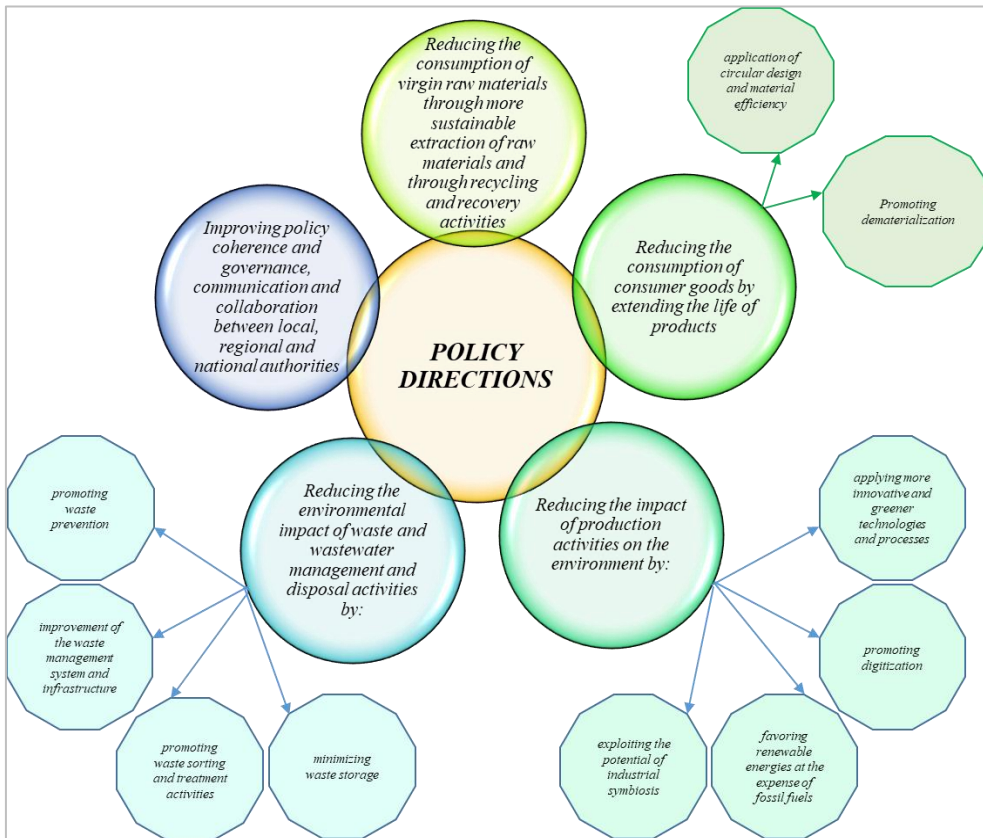 Reducing the
consumption of
virgin raw materials
through more
sustainable
extraction of raw
materials and
through recycling
and recovery
activities
application of
circular design
and material
efficiency
Promoting
dematerialization
Improving policy
coherence and
governance,
communication and
collaboration
between local,
regional and
national authorities
Reducing the
consumption of
consumer goods by
extending the life of
products
POLICY
DIRECTIONS
Reducing the
environmental
impact of waste and
wastewater
management and
disposal activities
by:
Reducing the impact
of production
activities on the
environment by:
promoting
waste
prevention
improvement of
the waste
management
system and
infrastructure
promoting
waste sorting
and treatment
activities
minimizing
waste storage
applying more
innovative and
greener
technologies
and processes
promoting
digitization
favoring
renewable
energies at the
expense of
fossil fuels
exploiting the
potential of
industrial
symbiosis